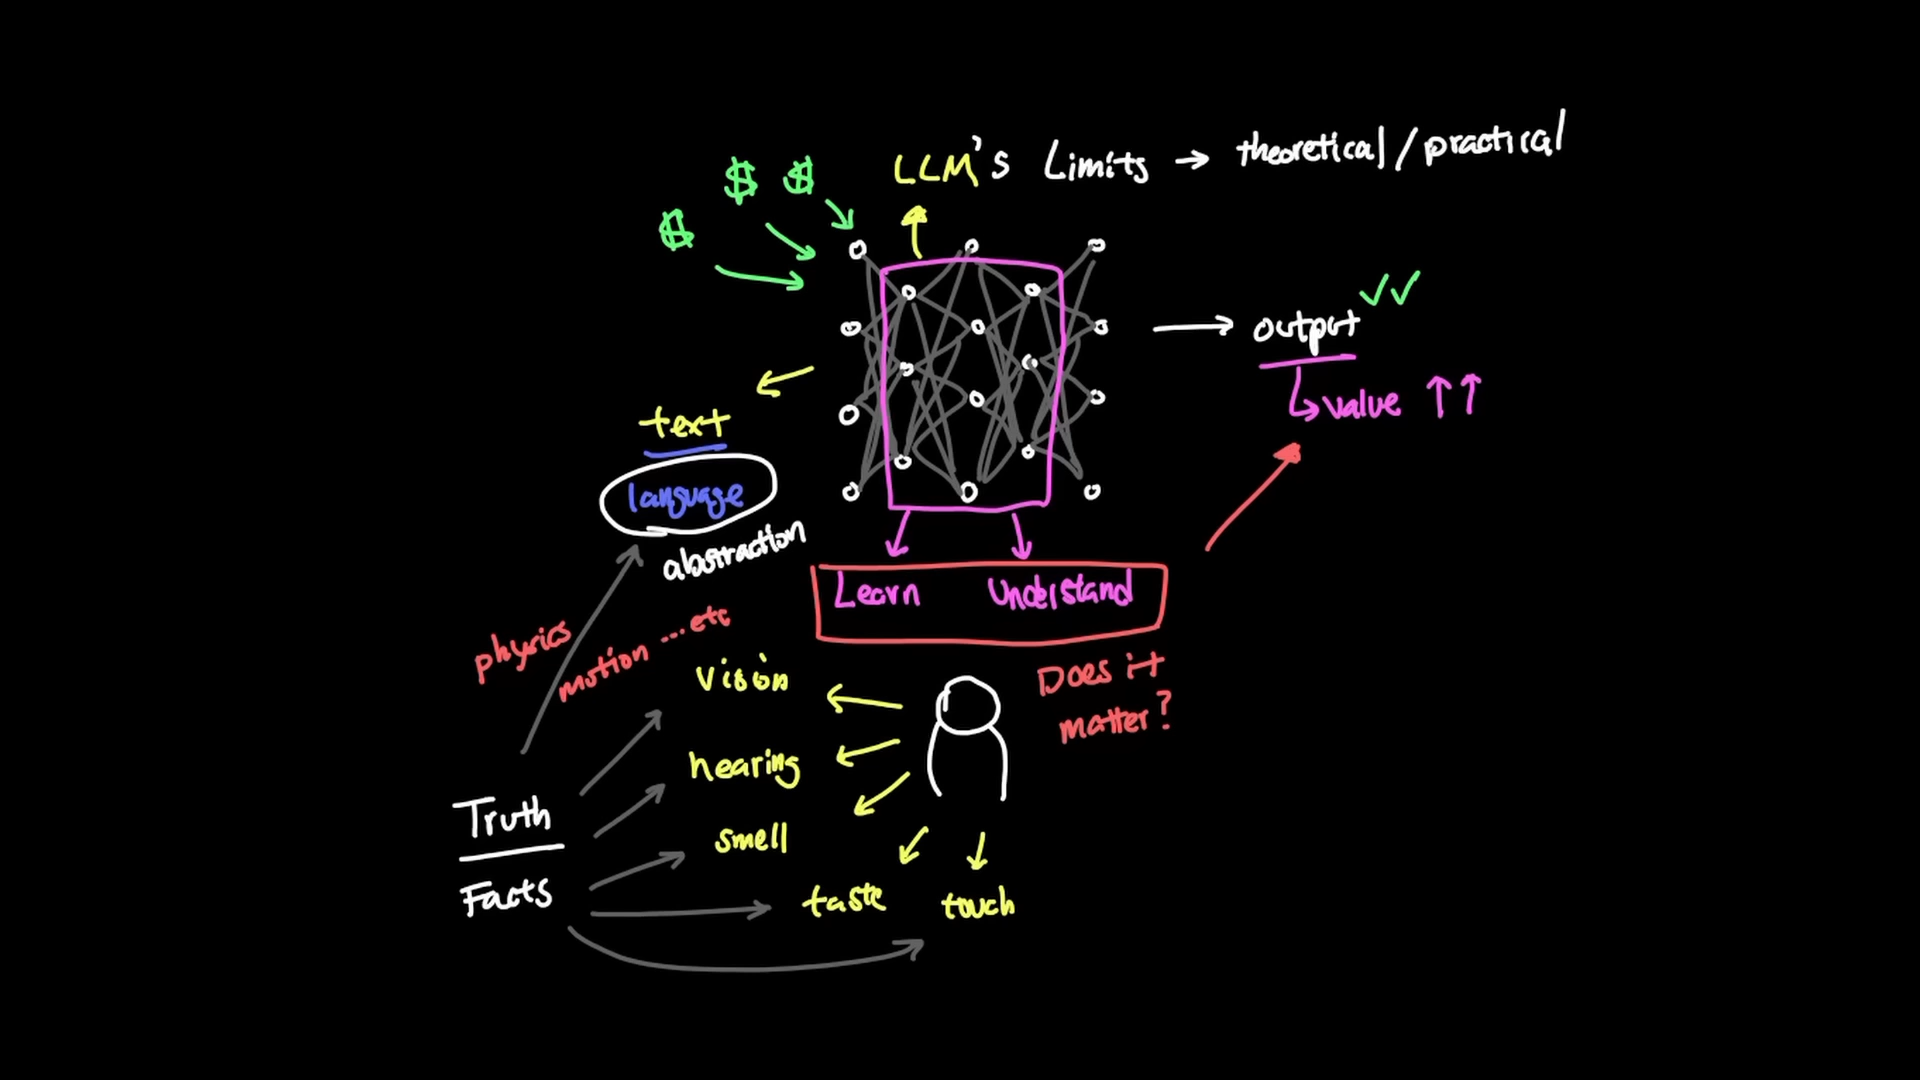 LLM's Limits → theoretical/practical
$ $
$
output ✓✓
value ↑↑
text
language
abstraction
Learn Understand
physics
motion ...etc
Does it
matter?
vision
hearing
smell
taste touch
Truth
Facts